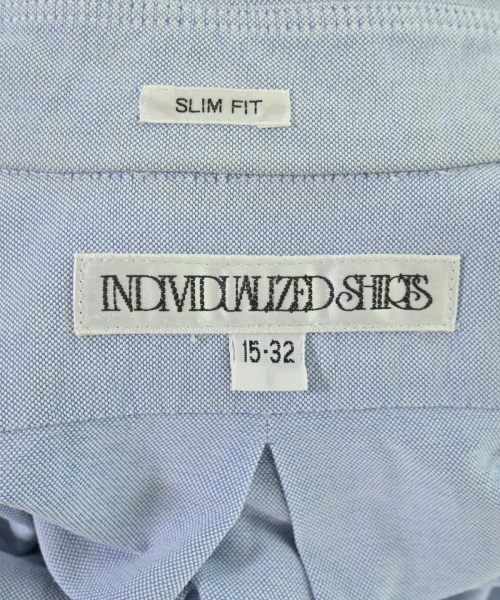 SLIM FIT
INDIVIDUALIZED SHIRTS
15-32